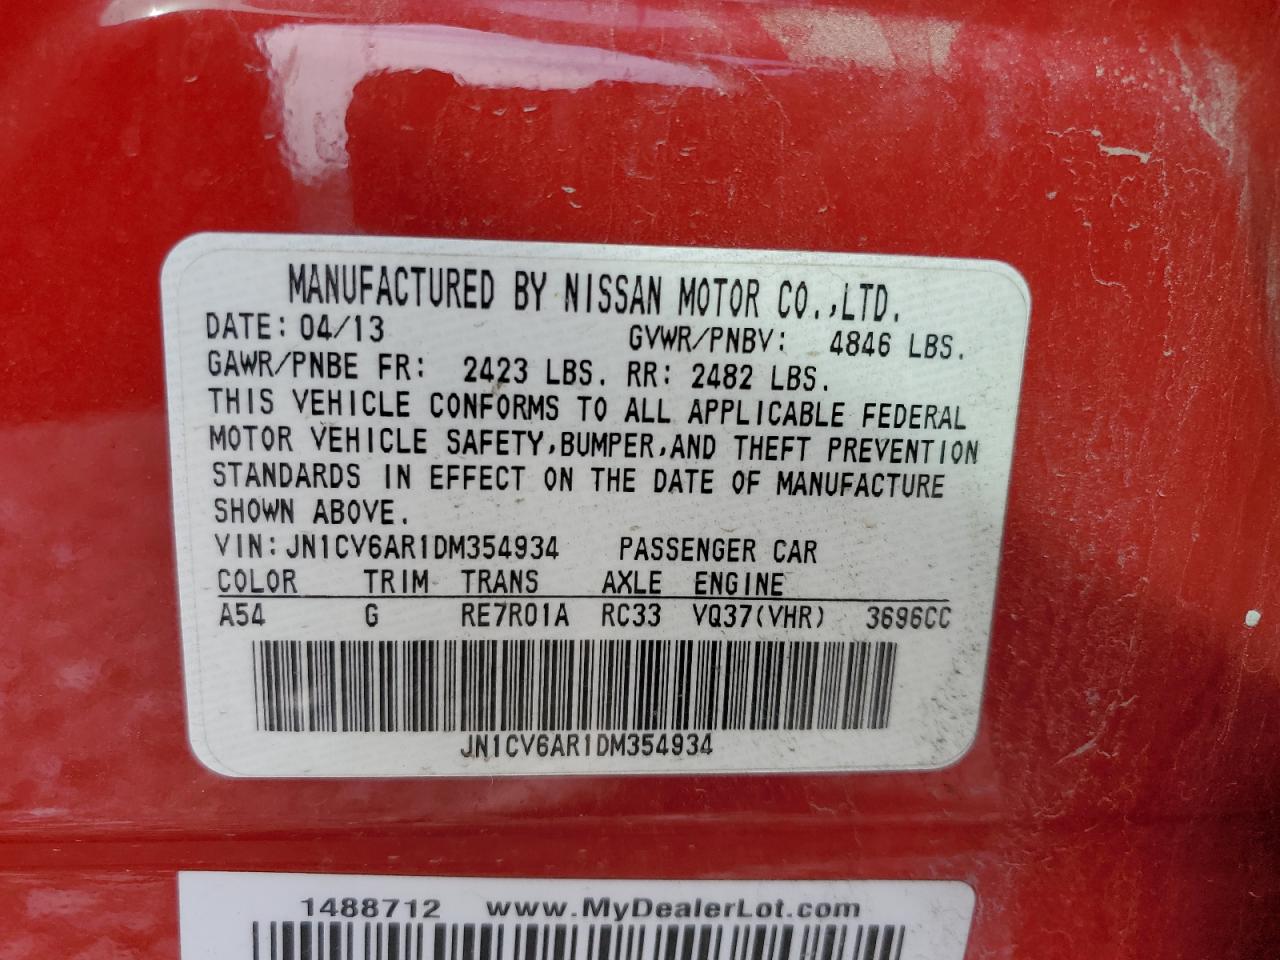 MANUFACTURED BY NISSAN MOTOR CO.,LTD.
DATE: 04/13 GVWR/PNBV: 4846 LBS.
GAWR/PNBE FR: 2423 LBS. RR: 2482 LBS.
THIS VEHICLE CONFORMS TO ALL APPLICABLE FEDERAL
MOTOR VEHICLE SAFETY,BUMPER,AND THEFT PREVENTION
STANDARDS IN EFFECT ON THE DATE OF MANUFACTURE
SHOWN ABOVE.
VIN:JN1CV6AR1DM354934 PASSENGER CAR
COLOR TRIM TRANS AXLE ENGINE
A54 G RE7R01A RC33 VQ37(VHR) 3696CC
JN1CV6AR1DM354934
1488712 www.MyDealerLot.com